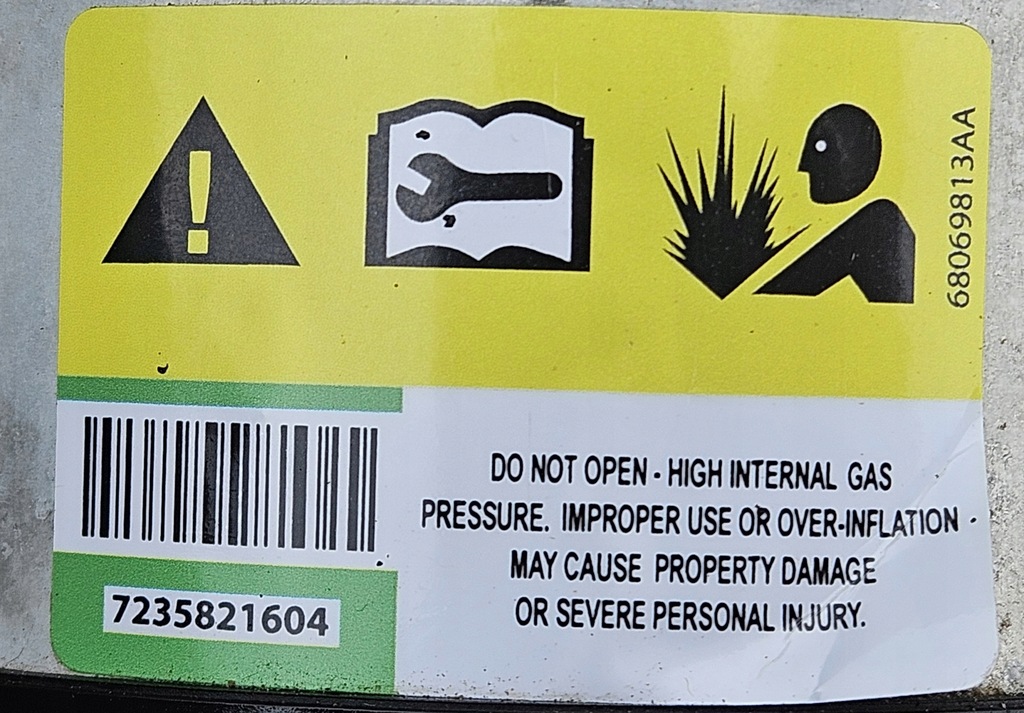 68069813AA
DO NOT OPEN - HIGH INTERNAL GAS
PRESSURE. IMPROPER USE OR OVER-INFLATION
MAY CAUSE PROPERTY DAMAGE
OR SEVERE PERSONAL INJURY.
7235821604